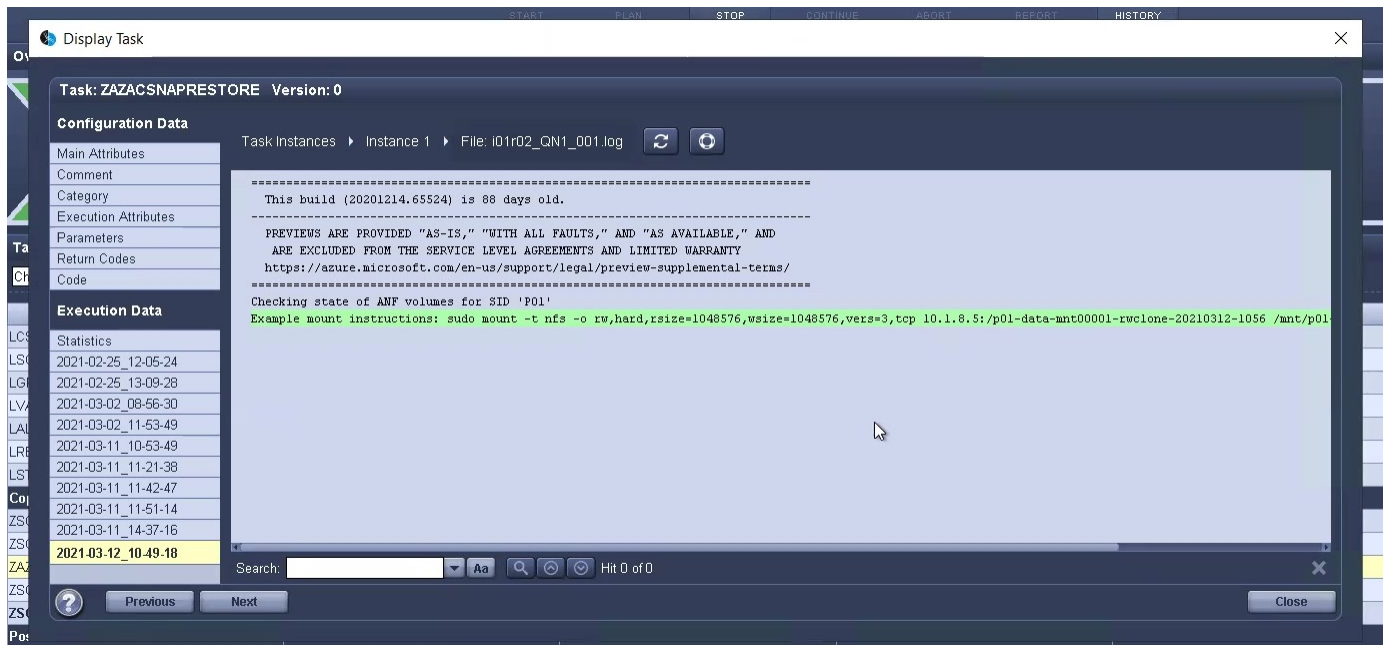 START PLAN STOP CONTINUE ABORT REPORT HISTORY
Display Task
Task: ZAZACSNAPRESTORE Version: 0
Configuration Data
Main Attributes
Comment
Category
Execution Attributes
Parameters
Return Codes
Code
Execution Data
Statistics
2021-02-25_12-05-24
2021-02-25_13-09-28
2021-03-02_08-56-30
2021-03-02_11-53-49
2021-03-11_10-53-49
2021-03-11_11-21-38
2021-03-11_11-42-47
2021-03-11_11-51-14
2021-03-11_14-37-16
2021-03-12_10-49-18
Task Instances Instance 1 File: i01r02_QN1_001.log
================================================================================
This build (20201214.65524) is 88 days old.
--------------------------------------------------------------------------------
PREVIEWS ARE PROVIDED "AS-IS," "WITH ALL FAULTS," AND "AS AVAILABLE," AND
ARE EXCLUDED FROM THE SERVICE LEVEL AGREEMENTS AND LIMITED WARRANTY
https://azure.microsoft.com/en-us/support/legal/preview-supplemental-terms/
================================================================================
Checking state of ANF volumes for SID 'P01'
Example mount instructions: sudo mount -t nfs -o rw,hard,rsize=1048576,wsize=1048576,vers=3,tcp 10.1.8.5:/p01-data-mnt00001-rwclone-20210312-1056 /mnt/p01-
Search: Aa Hit 0 of 0
? Previous Next Close